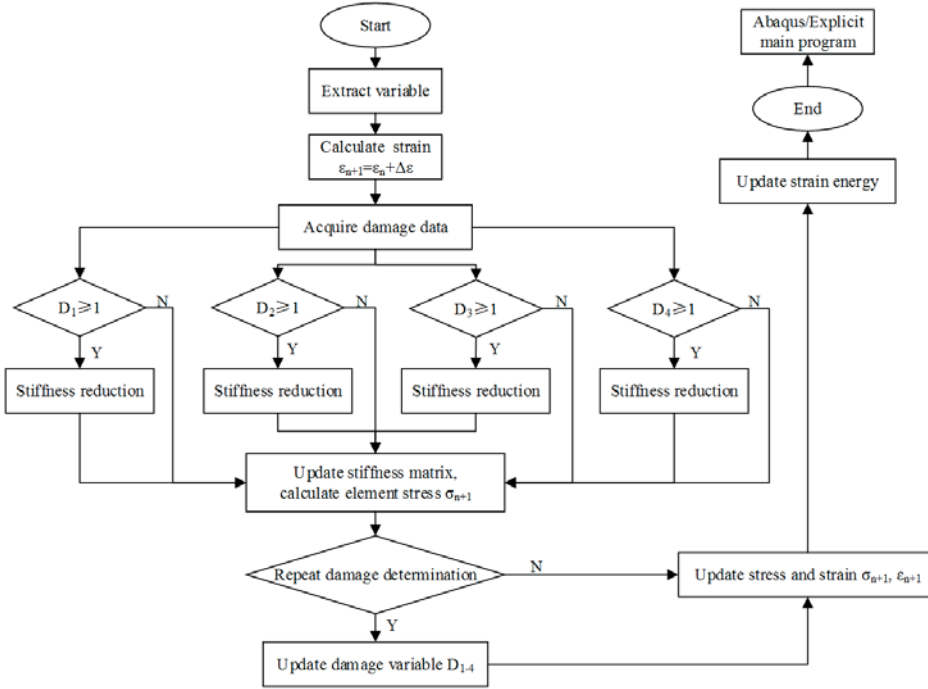 Start
Extract variable
Calculate strain
εₙ₊₁=εₙ+Δε
Acquire damage data
D₁≥1
N
Y
Stiffness reduction
D₂≥1
N
Y
Stiffness reduction
D₃≥1
N
Y
Stiffness reduction
D₄≥1
N
Y
Stiffness reduction
Update stiffness matrix,
calculate element stress σₙ₊₁
Repeat damage determination
N
Y
Update damage variable D₁₋₄
Update stress and strain σₙ₊₁, εₙ₊₁
Update strain energy
End
Abaqus/Explicit
main program